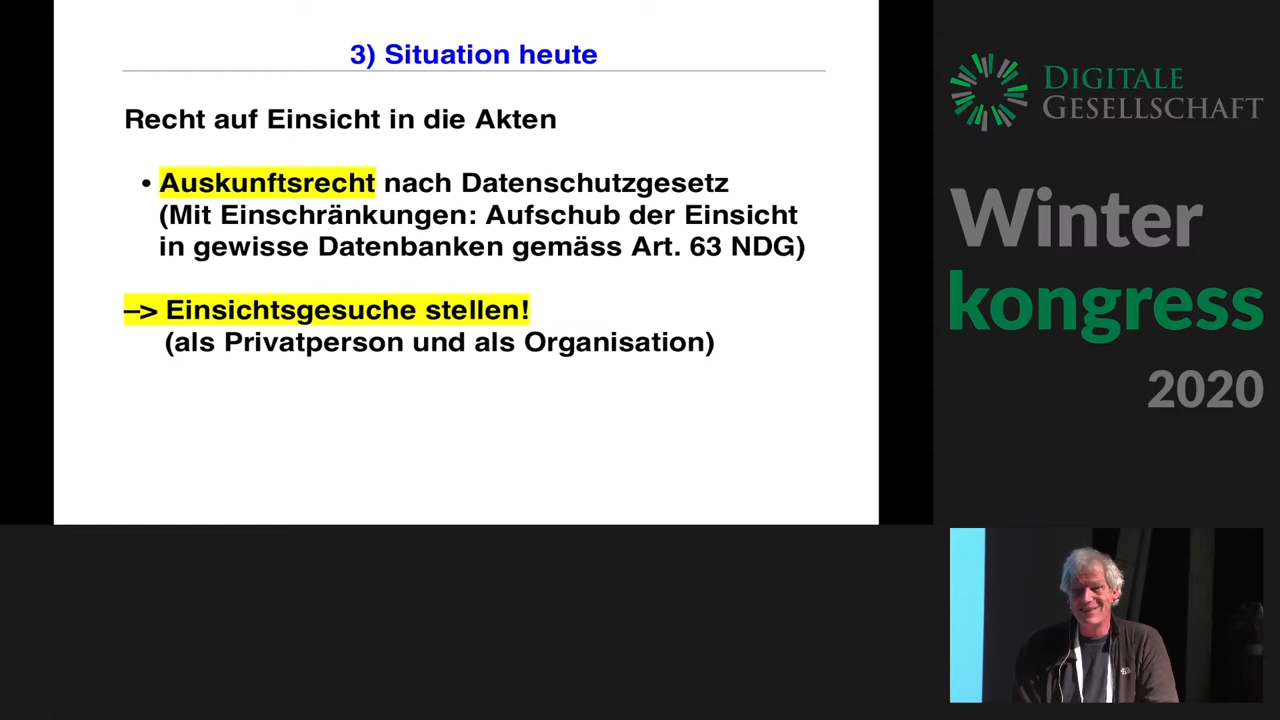 3) Situation heute
Recht auf Einsicht in die Akten
• Auskunftsrecht nach Datenschutzgesetz
(Mit Einschränkungen: Aufschub der Einsicht
in gewisse Datenbanken gemäss Art. 63 NDG)
–> Einsichtsgesuche stellen!
(als Privatperson und als Organisation)
DIGITALE
GESELLSCHAFT
Winter
kongress
2020